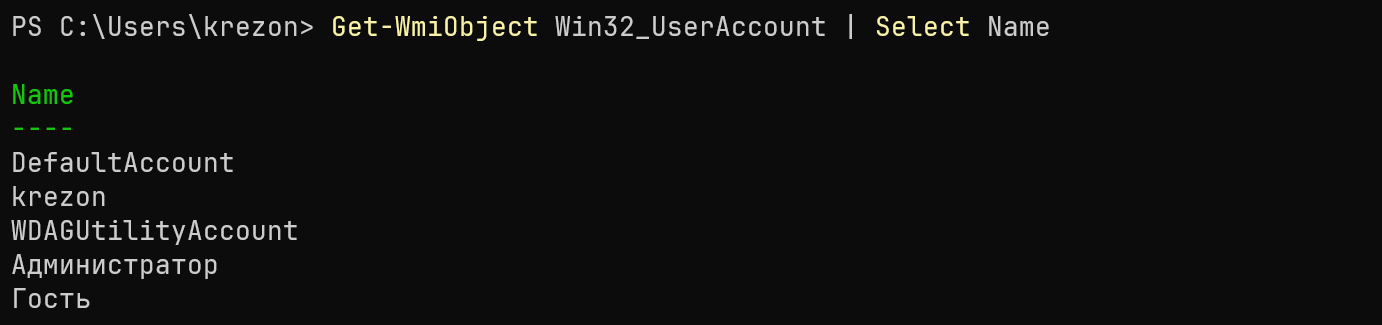 PS C:\Users\krezon> Get-WmiObject Win32_UserAccount | Select Name
Name
----
DefaultAccount
krezon
WDAGUtilityAccount
Администратор
Гость